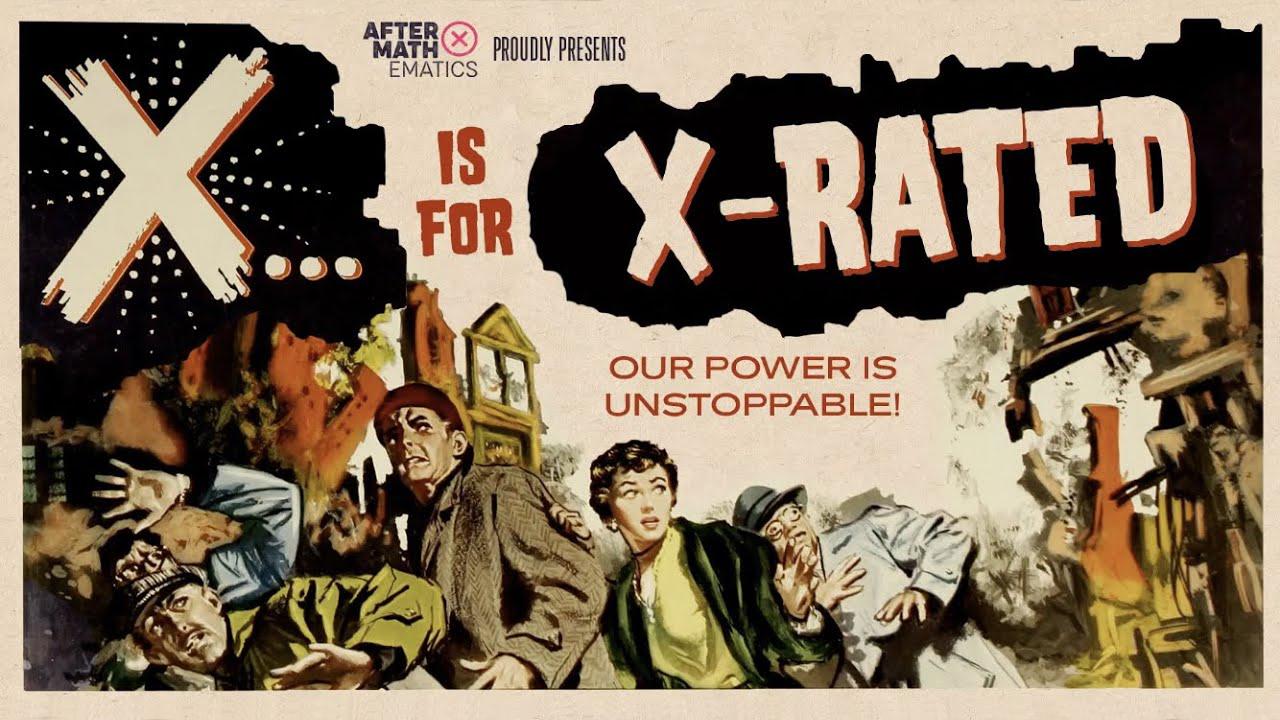 AFTER
MATH
EMATICS
PROUDLY PRESENTS
X...
IS
FOR
X-RATED
OUR POWER IS
UNSTOPPABLE!